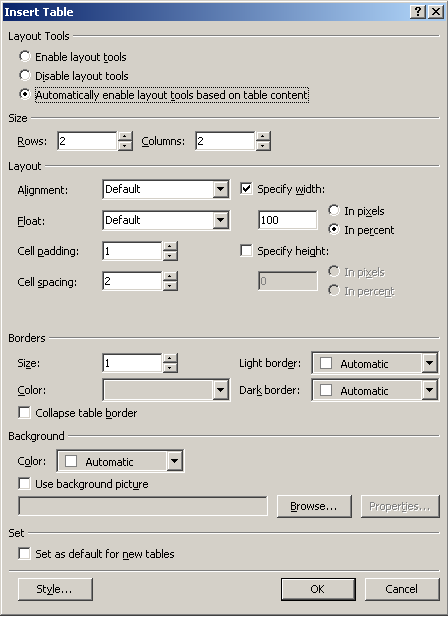 Insert Table
Layout Tools
Enable layout tools
Disable layout tools
Automatically enable layout tools based on table content
Size
Rows: 2 Columns: 2
Layout
Alignment: Default Specify width:
Float: Default 100 In pixels
In percent
Cell padding: 1 Specify height:
Cell spacing: 2 0 In pixels
In percent
Borders
Size: 1 Light border: Automatic
Color: Dark border: Automatic
Collapse table border
Background
Color: Automatic
Use background picture
Browse... Properties...
Set
Set as default for new tables
Style... OK Cancel